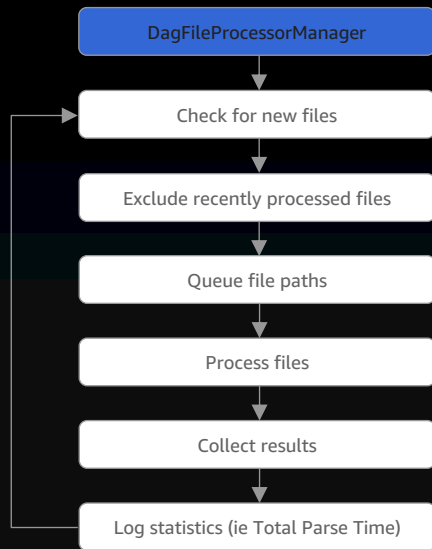 DagFileProcessorManager
Check for new files
Exclude recently processed files
Queue file paths
Process files
Collect results
Log statistics (ie Total Parse Time)